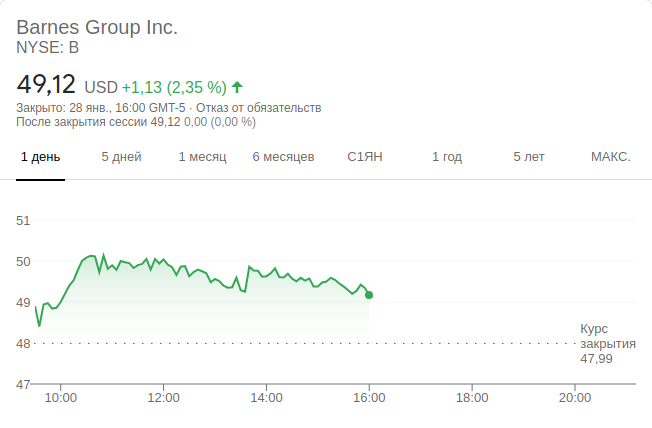 Barnes Group Inc.
NYSE: B
49,12 USD +1,13 (2,35 %)
Закрыто: 28 янв., 16:00 GMT-5 · Отказ от обязательств
После закрытия сессии 49,12 0,00 (0,00 %)
1 день 5 дней 1 месяц 6 месяцев С1ЯН 1 год 5 лет МАКС.
51
50
49
48
47
Курс
закрытия
47,99
10:00 12:00 14:00 16:00 18:00 20:00